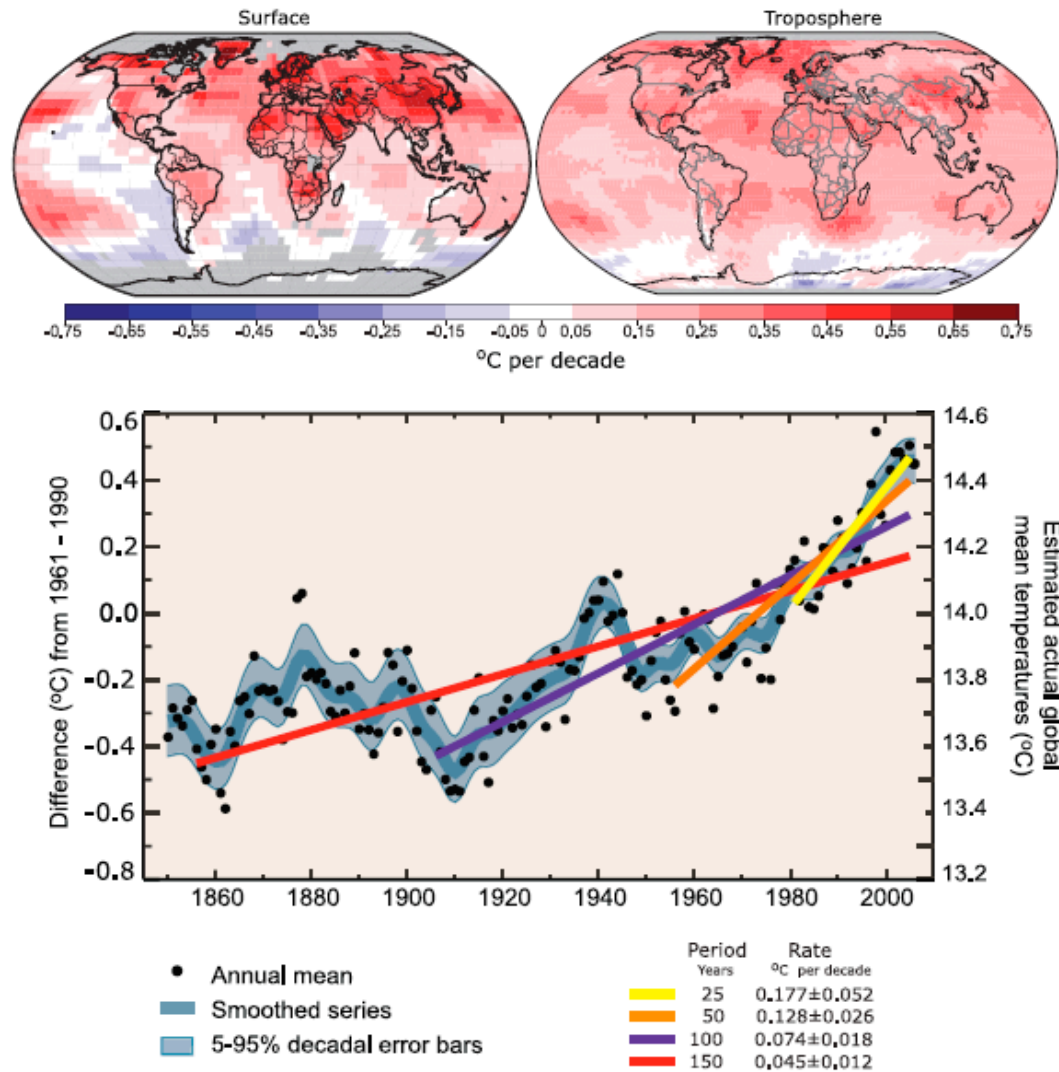 Surface
Troposphere
-0.75 -0.65 -0.55 -0.45 -0.35 -0.25 -0.15 -0.05 0 0.05 0.15 0.25 0.35 0.45 0.55 0.65 0.75
ºC per decade
Difference (ºC) from 1961 - 1990
0.6
0.4
0.2
0.0
-0.2
-0.4
-0.6
-0.8
14.6
14.4
14.2
14.0
13.8
13.6
13.4
13.2
Estimated actual global
mean temperatures (ºC)
1860 1880 1900 1920 1940 1960 1980 2000
Annual mean
Smoothed series
5-95% decadal error bars
Period Rate
Years ºC per decade
25 0.177±0.052
50 0.128±0.026
100 0.074±0.018
150 0.045±0.012